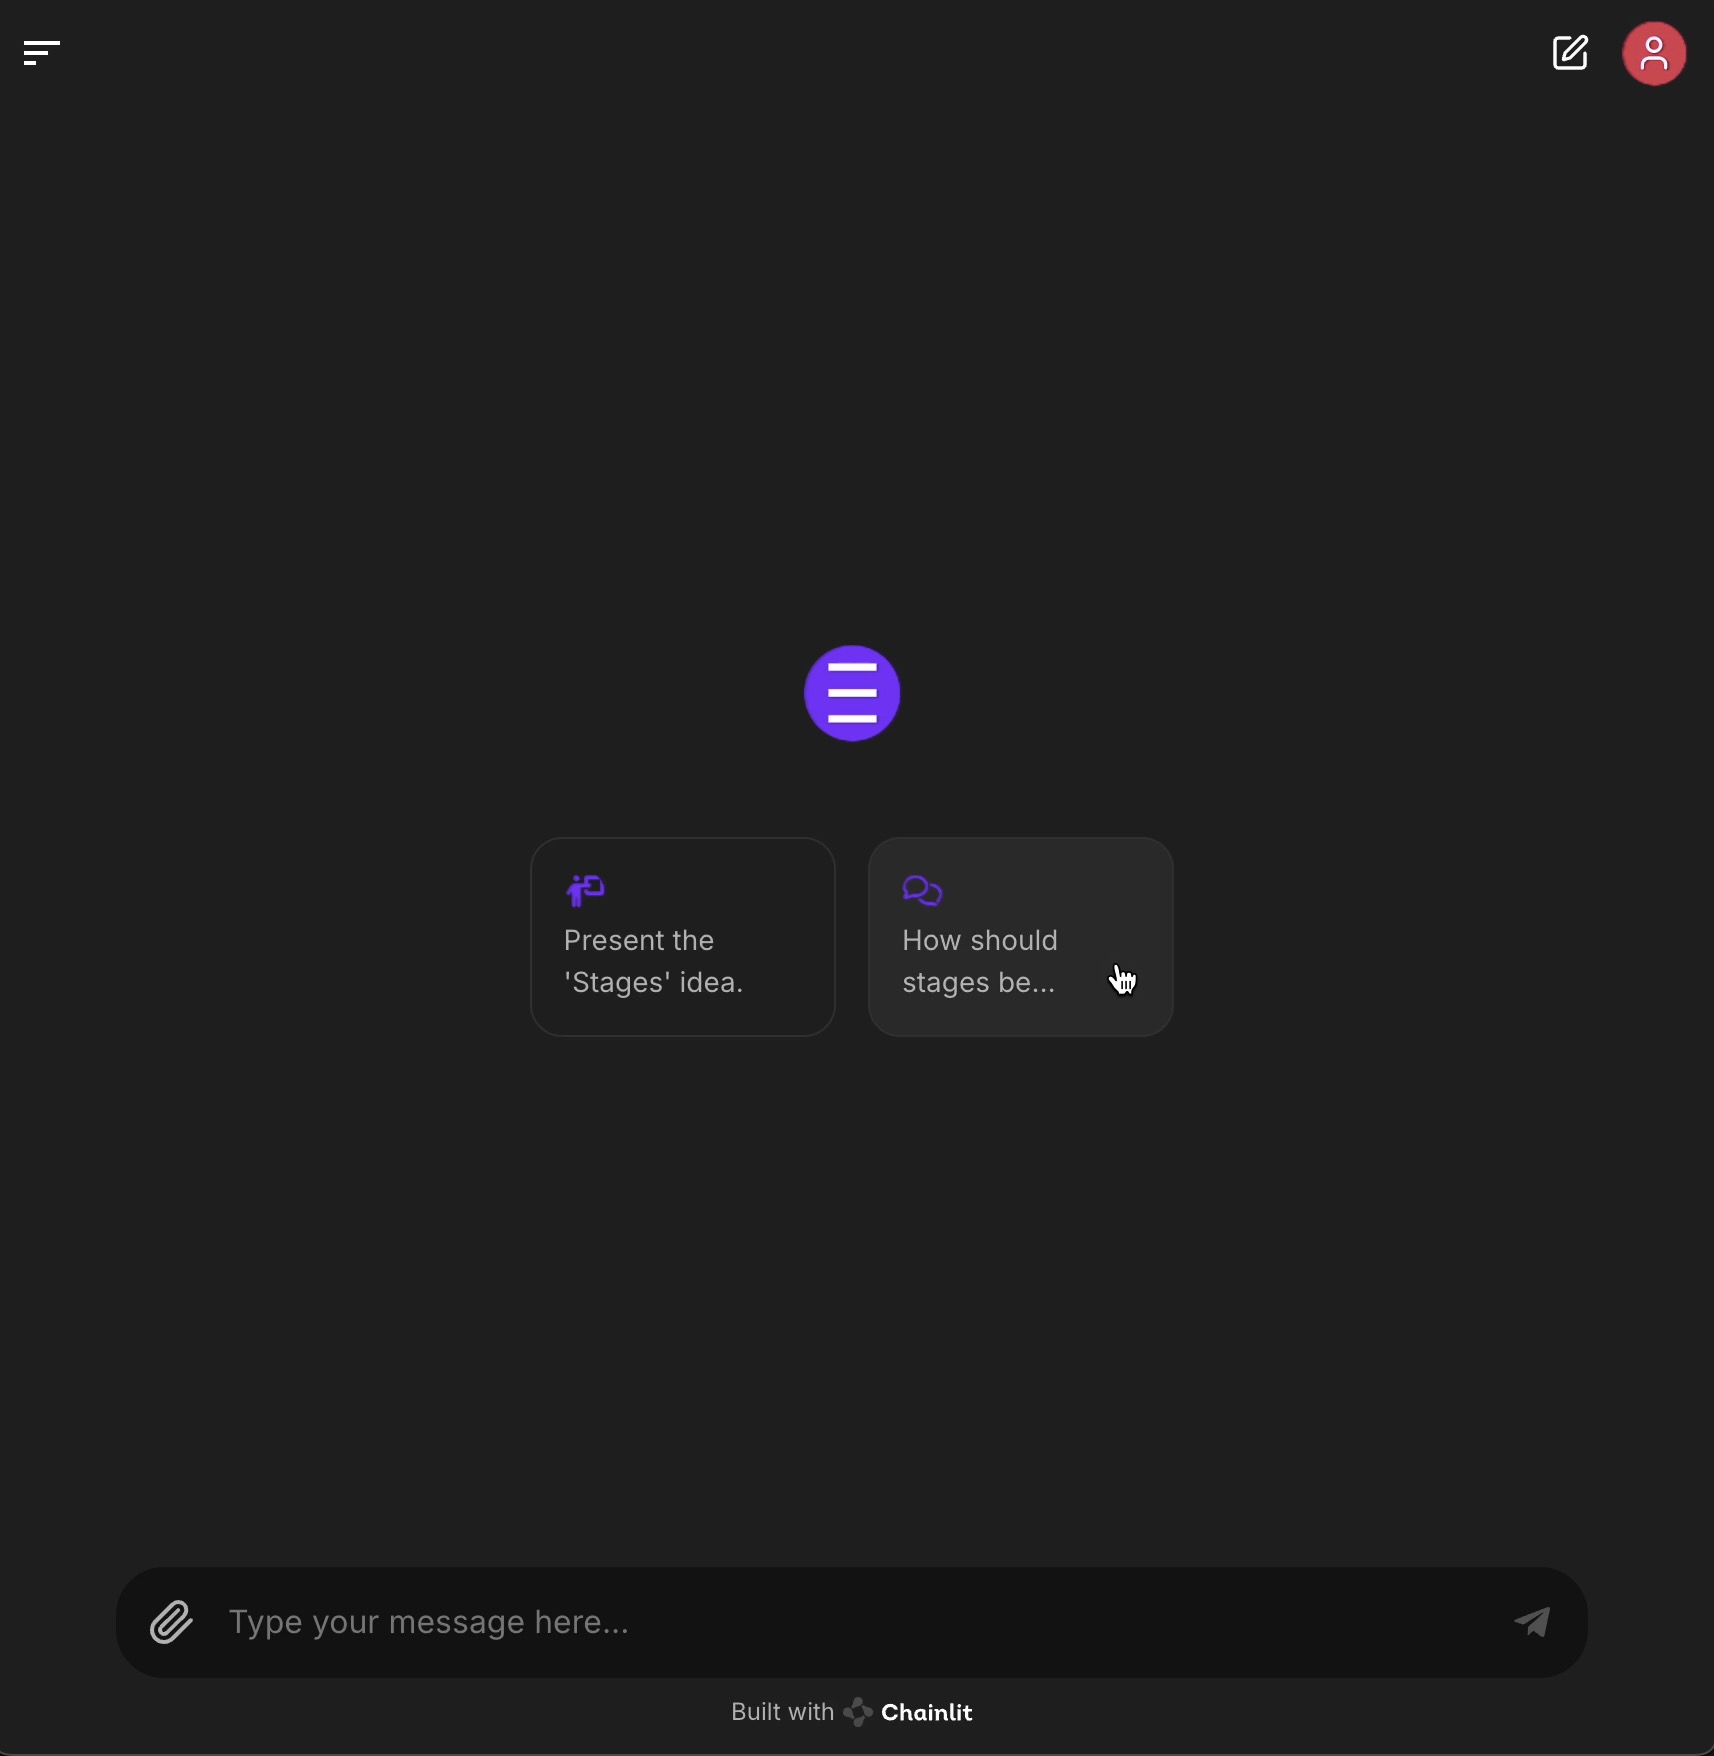 Present the
'Stages' idea.
How should
stages be...
Type your message here...
Built with Chainlit